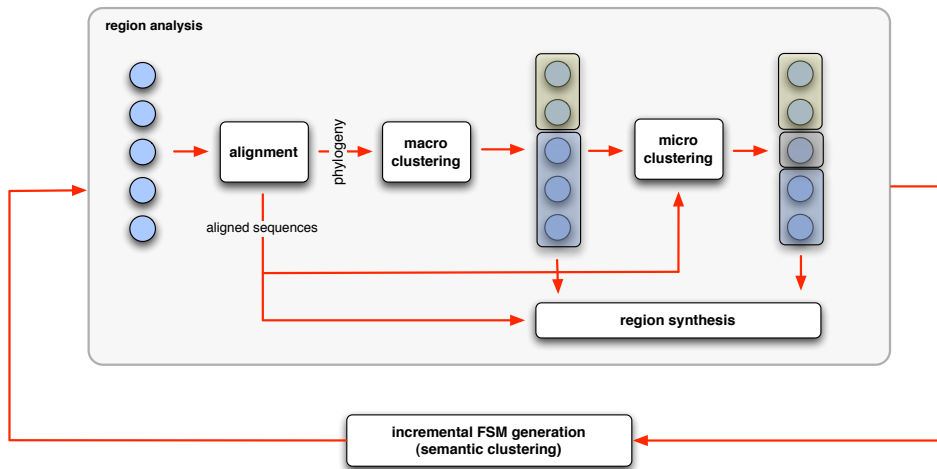 region analysis
alignment
phylogeny
macro
clustering
micro
clustering
aligned sequences
region synthesis
incremental FSM generation
(semantic clustering)